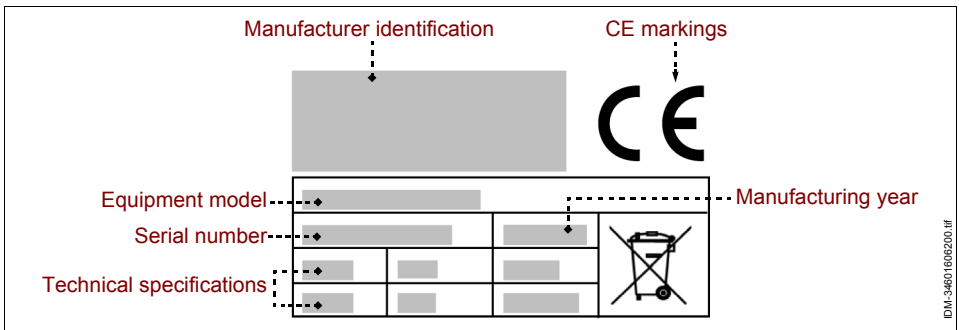 Manufacturer identification
CE markings
CE
Equipment model
Manufacturing year
Serial number
Technical specifications
IDM-34601606200.tif